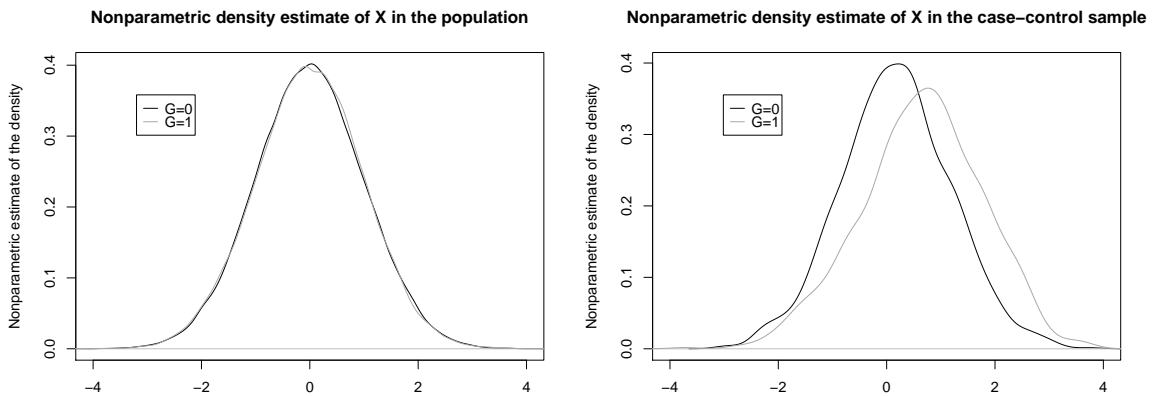 Nonparametric density estimate of X in the population
Nonparametric estimate of the density
0.4
0.3
0.2
0.1
0.0
G=0
G=1
−4 −2 0 2 4
Nonparametric density estimate of X in the case−control sample
Nonparametric estimate of the density
0.4
0.3
0.2
0.1
0.0
G=0
G=1
−4 −2 0 2 4